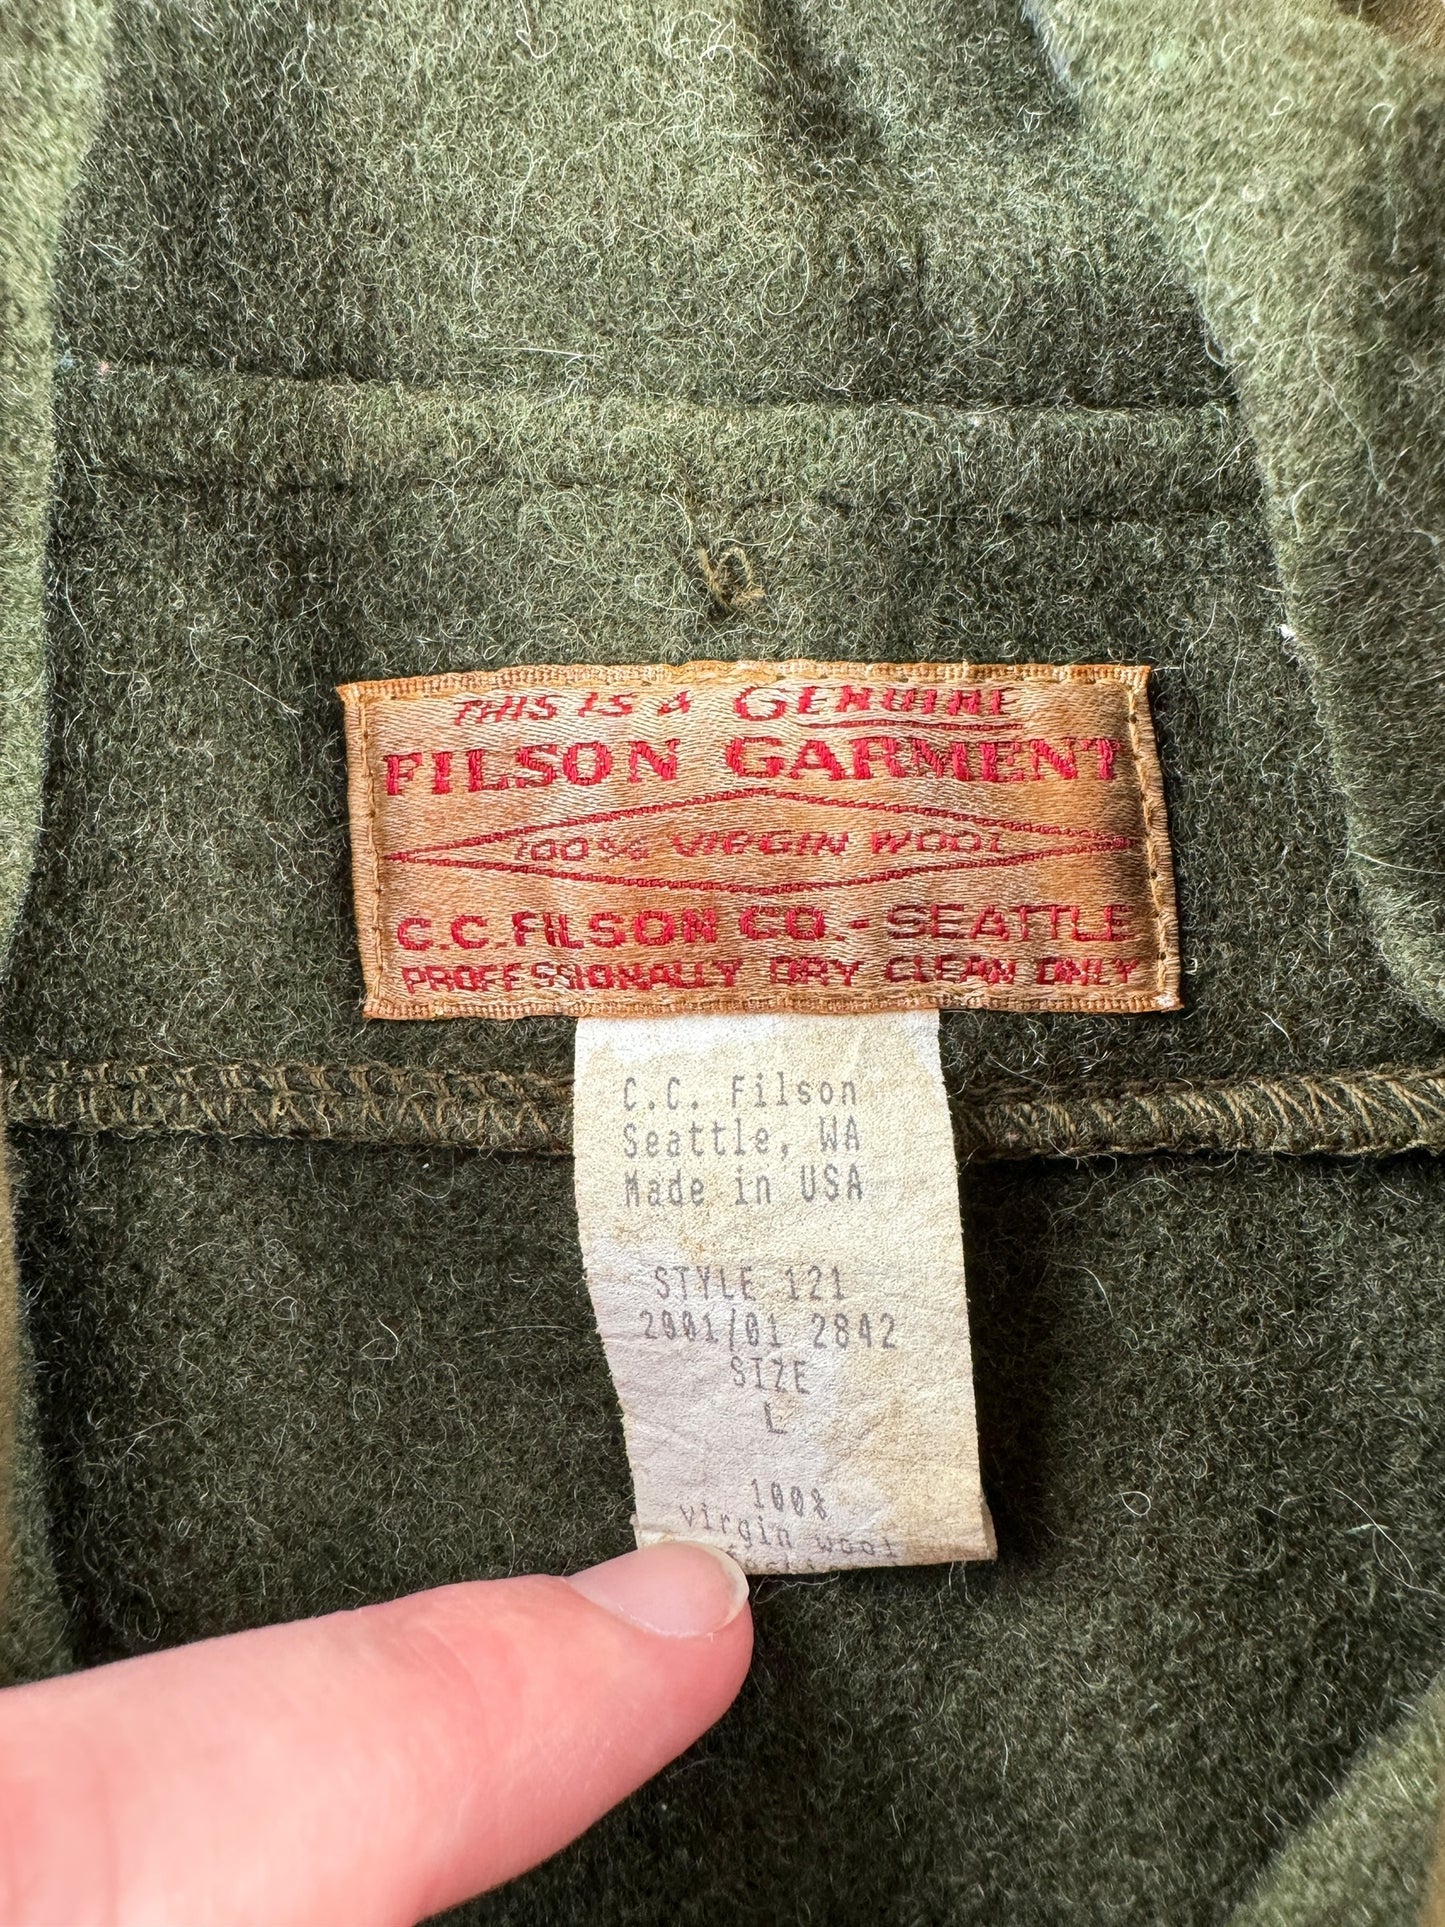 THIS IS A GENUINE
FILSON GARMENT
100% VIRGIN WOOL
C.C. FILSON CO. - SEATTLE
PROFESSIONALLY DRY CLEAN ONLY
C.C. Filson
Seattle, WA
Made in USA
STYLE 121
2001/01 2842
SIZE
L
100%
virgin wool